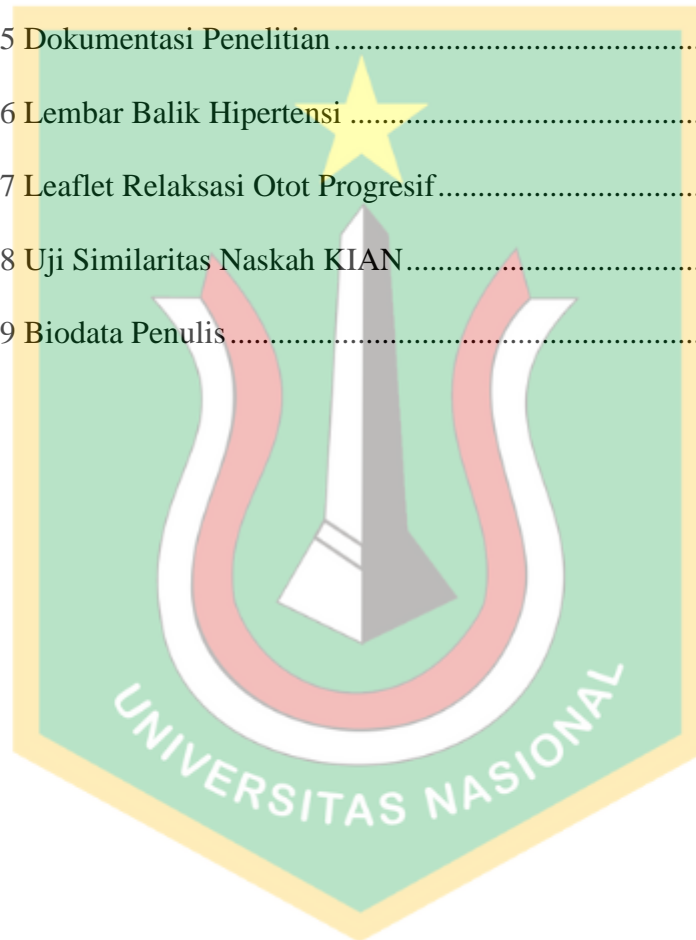 5 Dokumentasi Penelitian.......................................................
6 Lembar Balik Hipertensi .....................................................
7 Leaflet Relaksasi Otot Progresif........................................
8 Uji Similaritas Naskah KIAN.............................................
9 Biodata Penulis....................................................................
UNIVERSITAS NASIONAL